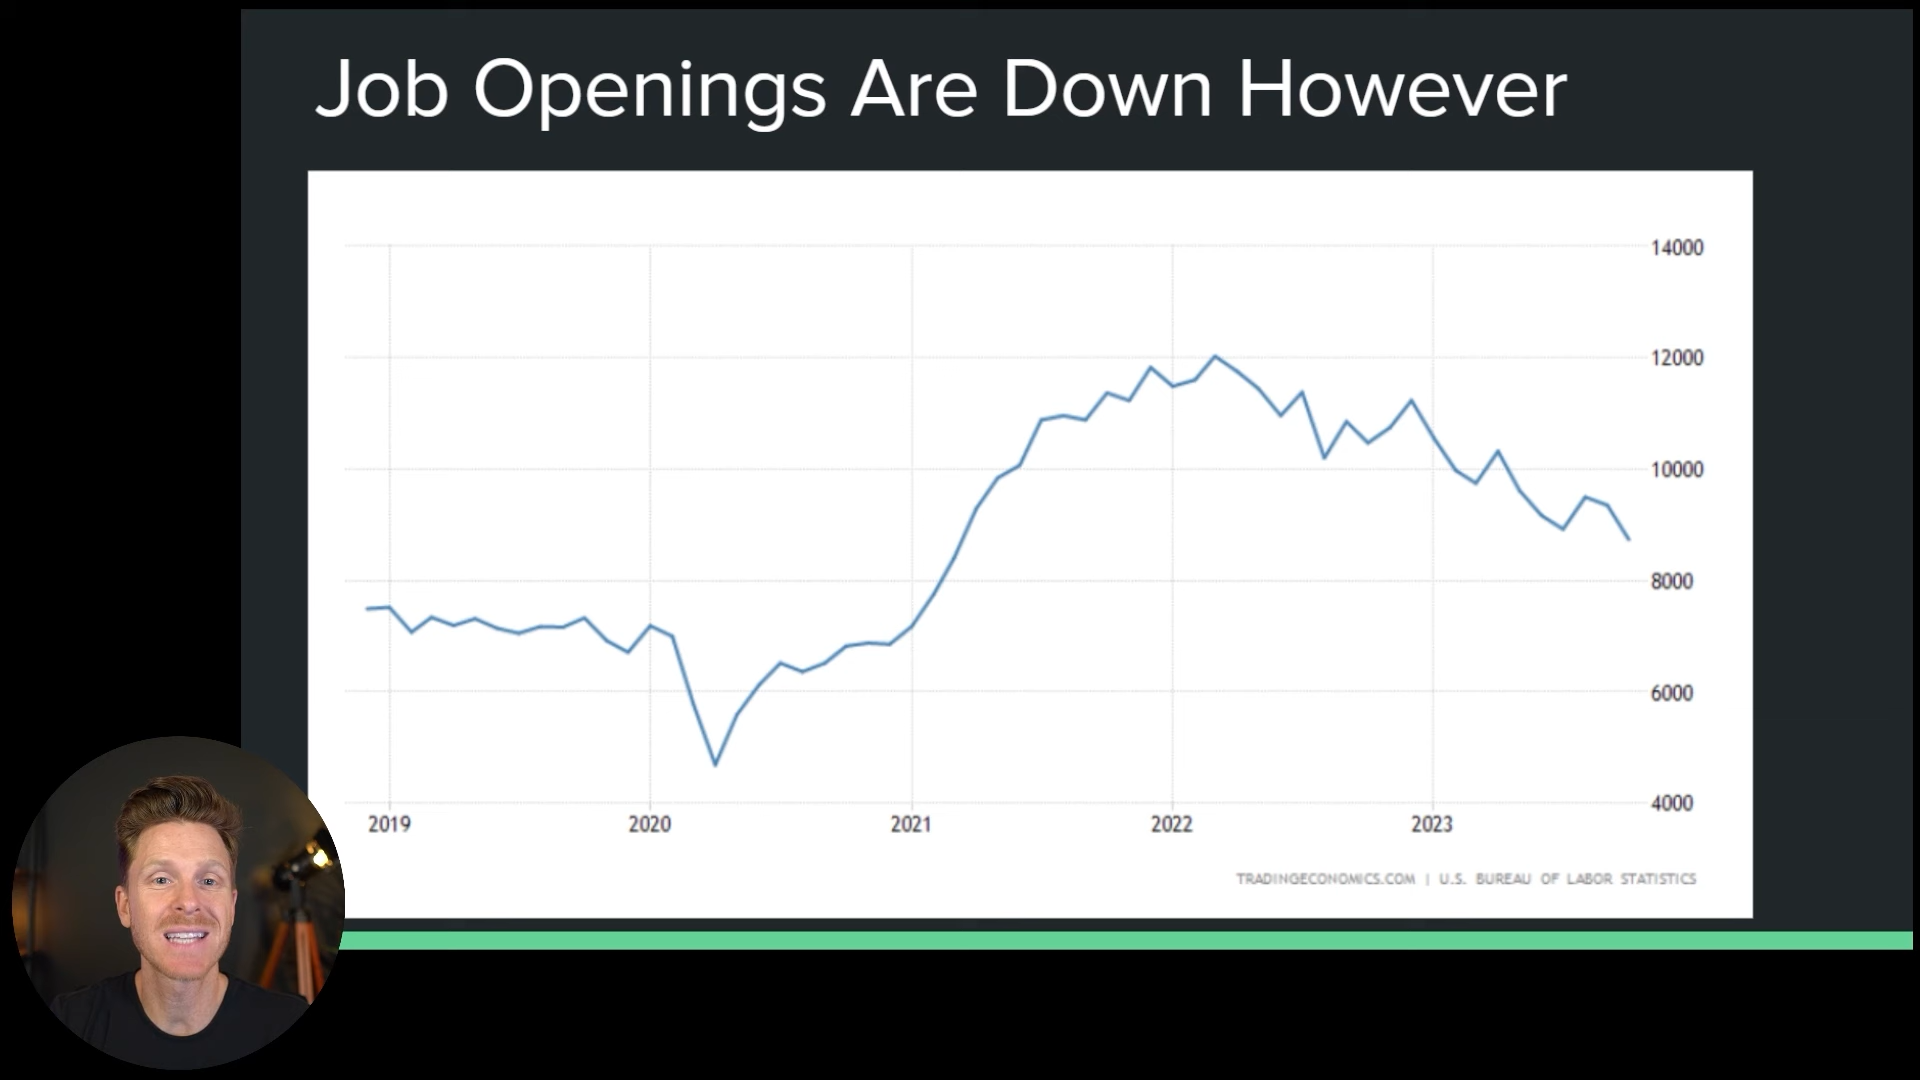 Job Openings Are Down However
14000
12000
10000
8000
6000
4000
2019 2020 2021 2022 2023
TRADINGECONOMICS.COM | U.S. BUREAU OF LABOR STATISTICS